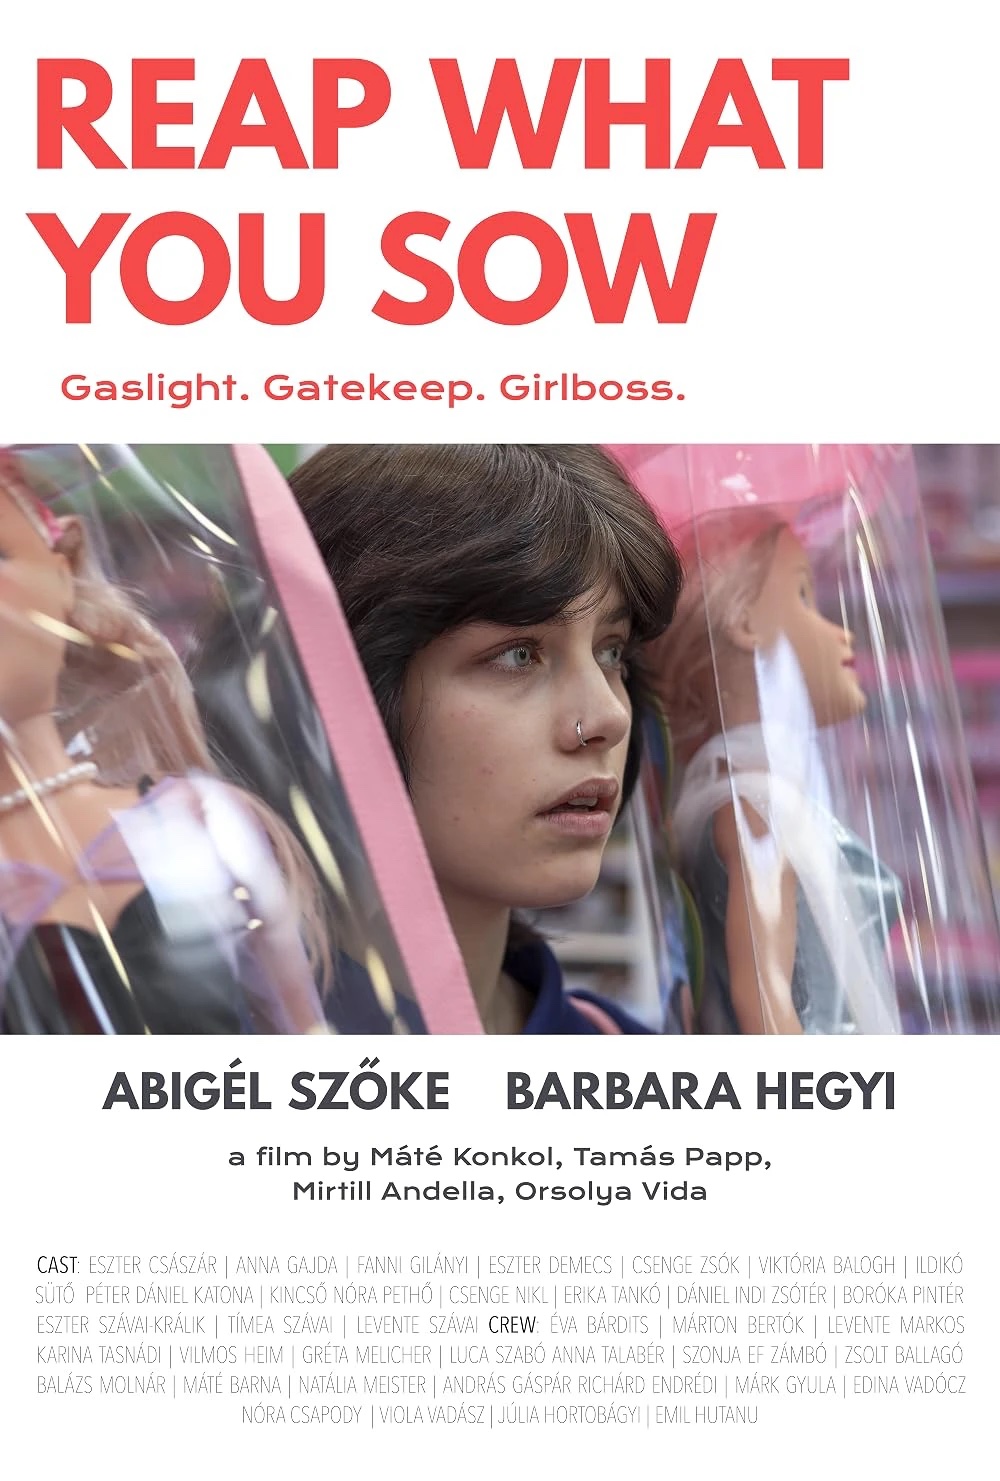 REAP WHAT
YOU SOW
Gaslight. Gatekeep. Girlboss.
ABIGÉL SZŐKE BARBARA HEGYI
a film by Máté Konkol, Tamás Papp,
Mirtill Andella, Orsolya Vida
CAST: ESZTER CSÁSZÁR | ANNA GAJDA | FANNI GILÁNYI | ESZTER DEMECS | CSENGE ZSÓK | VIKTÓRIA BALOGH | ILDIKÓ
SÜTŐ PÉTER DÁNIEL KATONA | KINCSŐ NÓRA PETHŐ | CSENGE NIKL | ERIKA TANKÓ | DÁNIEL INDI ZSÓTÉR | BORÓKA PINTÉR
ESZTER SZÁVAI-KRÁLIK | TÍMEA SZÁVAI | LEVENTE SZÁVAI CREW: ÉVA BÁRDITS | MÁRTON BERTÓK | LEVENTE MARKOS
KARINA TASNÁDI | VILMOS HEIM | GRÉTA MELICHER | LUCA SZABÓ ANNA TALABÉR | SZONJA EF ZÁMBÓ | ZSOLT BALLAGÓ
BALÁZS MOLNÁR | MÁTÉ BARNA | NATÁLIA MEISTER | ANDRÁS GÁSPÁR RICHÁRD ENDRÉDI | MÁRK GYULA | EDINA VADÓCZ
NÓRA CSAPODY | VIOLA VADÁSZ | JÚLIA HORTOBÁGYI | EMIL HUTANU